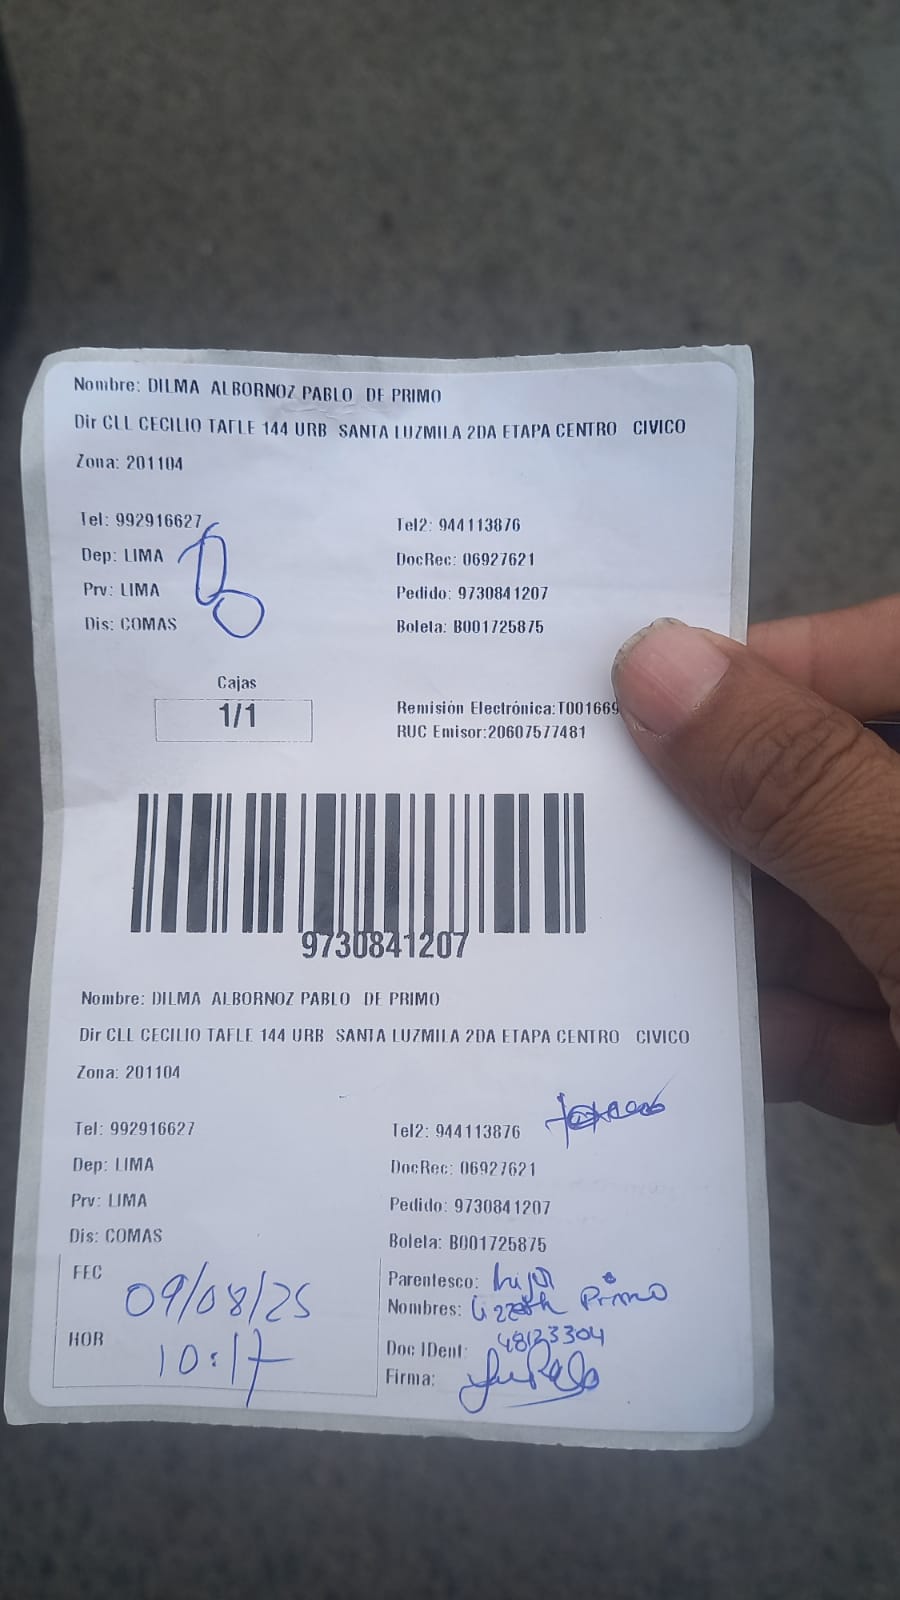 Nombre: DILMA ALBORNOZ PABLO DE PRIMO
Dir CLL CECILIO TAFLE 144 URB SANTA LUZMILA 2DA ETAPA CENTRO CIVICO
Zona: 201104
Tel: 992916627 Tel2: 944113876
Dep: LIMA DocRec: 06927621
Prv: LIMA Pedido: 9730841207
Dis: COMAS Boleta: B001725875
Cajas
1/1
Remisión Electrónica:T001669
RUC Emisor:20607577481
9730841207
Nombre: DILMA ALBORNOZ PABLO DE PRIMO
Dir CLL CECILIO TAFLE 144 URB SANTA LUZMILA 2DA ETAPA CENTRO CIVICO
Zona: 201104
Tel: 992916627 Tel2: 944113876
Dep: LIMA DocRec: 06927621
Prv: LIMA Pedido: 9730841207
Dis: COMAS Boleta: B001725875
FEC 09/08/25
HOR 10:17
Parentesco: hija
Nombres: Lizzeth Primo
Doc IDent: 48123304
Firma: